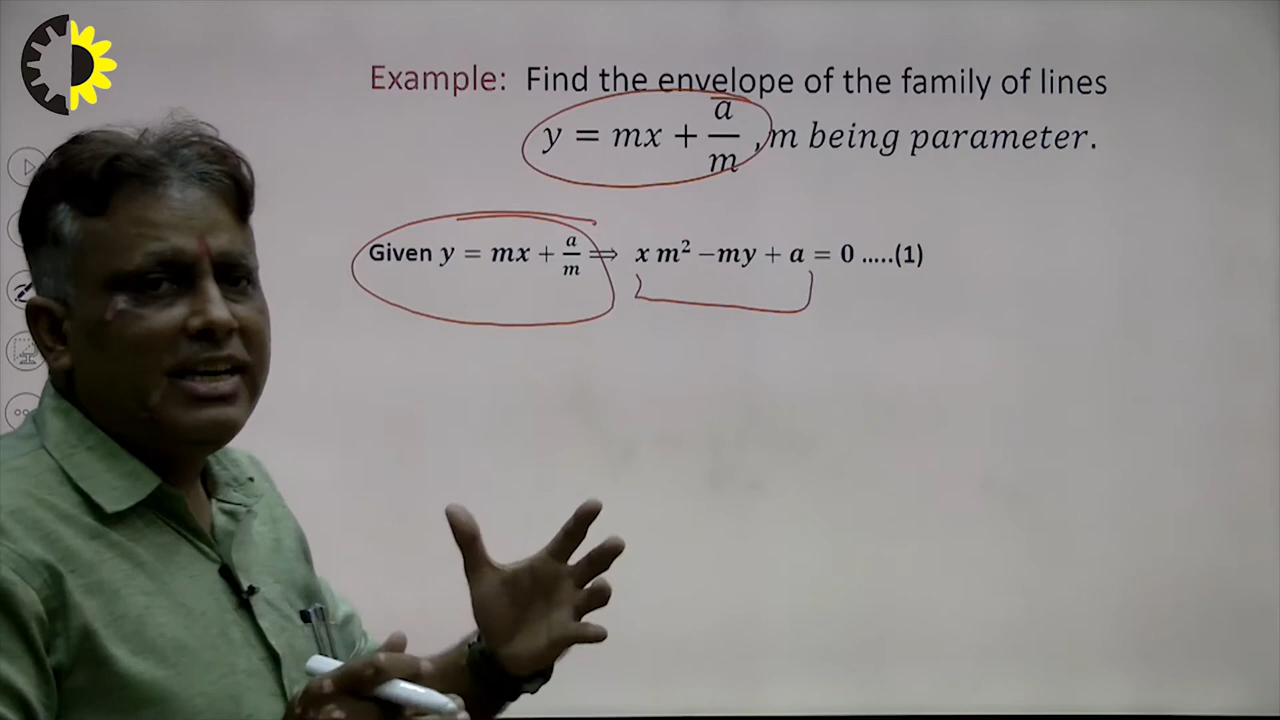 Example: Find the envelope of the family of lines
y = mx + a/m , m being parameter.
Given y = mx + a/m ⟹ x m² −my + a = 0 .....(1)